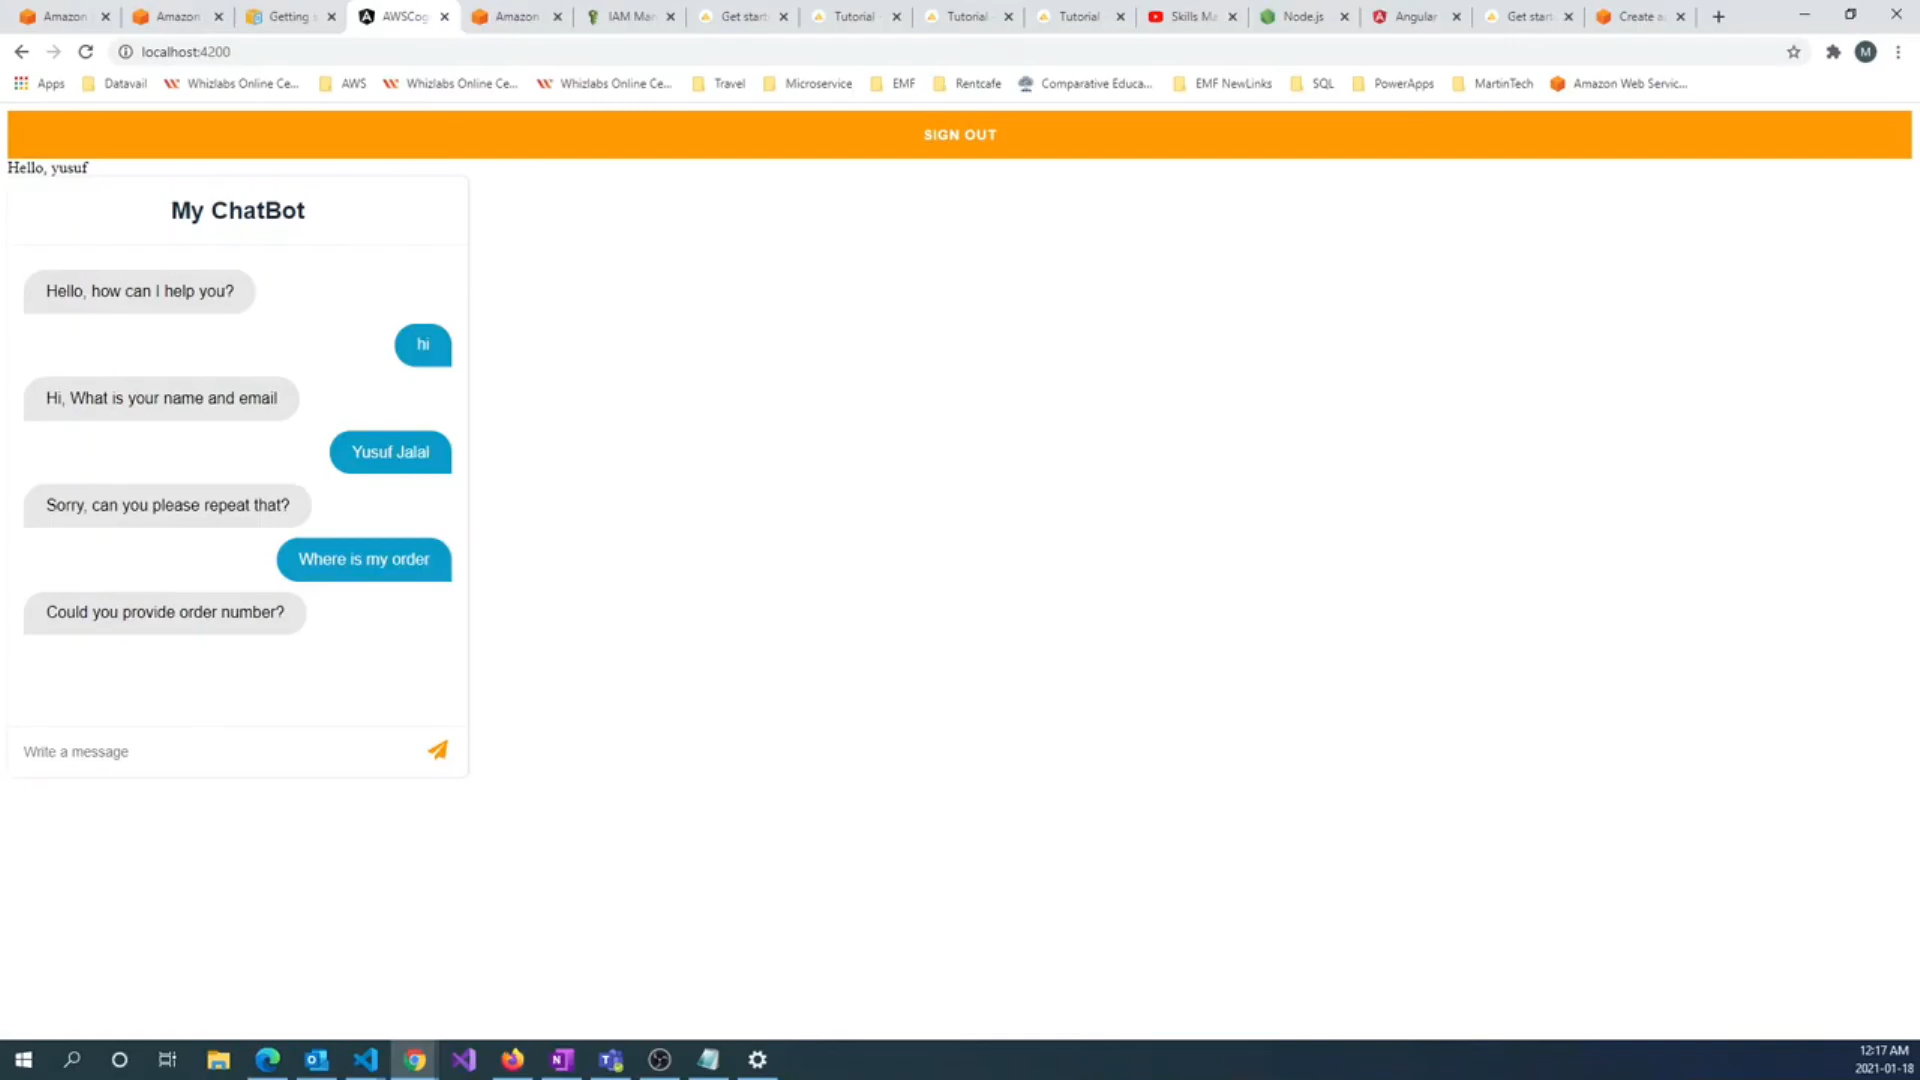 Amazon Amazon Getting s AWSCog Amazon IAM Man Get start Tutorial Tutorial Tutorial Skills Ma Node.js Angular Get start Create a
localhost:4200 M
Apps Datavail Whizlabs Online Ce... AWS Whizlabs Online Ce... Whizlabs Online Ce... Travel Microservice EMF Rentcafe Comparative Educa... EMF NewLinks SQL PowerApps MartinTech Amazon Web Servic...
SIGN OUT
Hello, yusuf
My ChatBot
Hello, how can I help you?
hi
Hi, What is your name and email
Yusuf Jalal
Sorry, can you please repeat that?
Where is my order
Could you provide order number?
Write a message
12:17 AM
2021-01-18